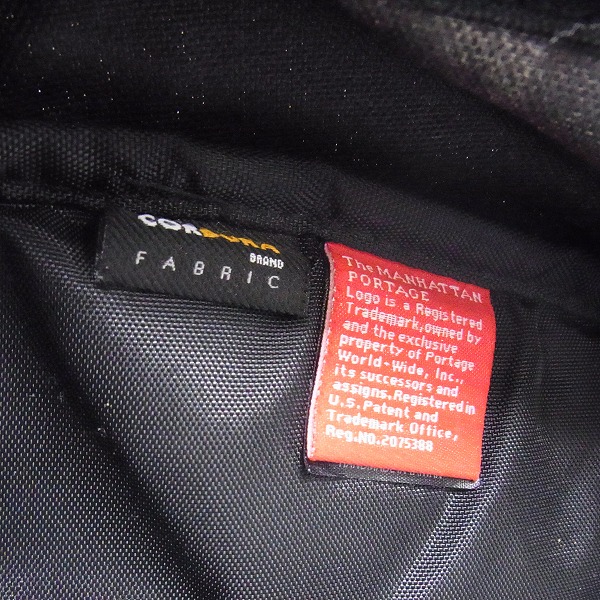 CORDURA
BRAND
FABRIC
The MANHATTAN
PORTAGE
Logo is a Registered
Trademark,owned by
and the exclusive
property of Portage
World-Wide, Inc.,
its successors and
assigns.Registered in
U.S. Patent and
Trademark Office,
Reg.NO.2075388